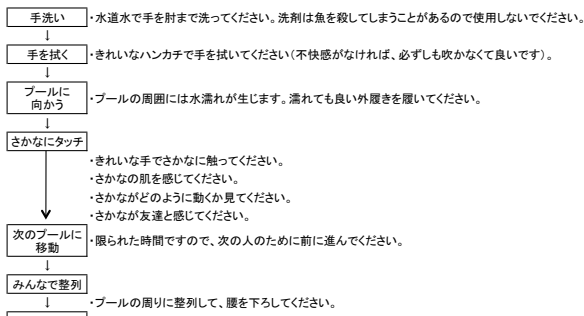 手洗い ・水道水で手を肘まで洗ってください。洗剤は魚を殺してしまうことがあるので使用しないでください。
↓
手を拭く ・きれいなハンカチで手を拭いてください(不快感がなければ、必ずしも吹かなくて良いです)。
↓
プールに
向かう ・プールの周囲には水濡れが生じます。濡れても良い外履きを履いてください。
↓
さかなにタッチ
・きれいな手でさかなに触ってください。
・さかなの肌を感じてください。
・さかながどのように動くか見てください。
・さかなが友達と感じてください。
次のプールに
移動 ・限られた時間ですので、次の人のために前に進んでください。
↓
みんなで整列
↓ ・プールの周りに整列して、腰を下ろしてください。